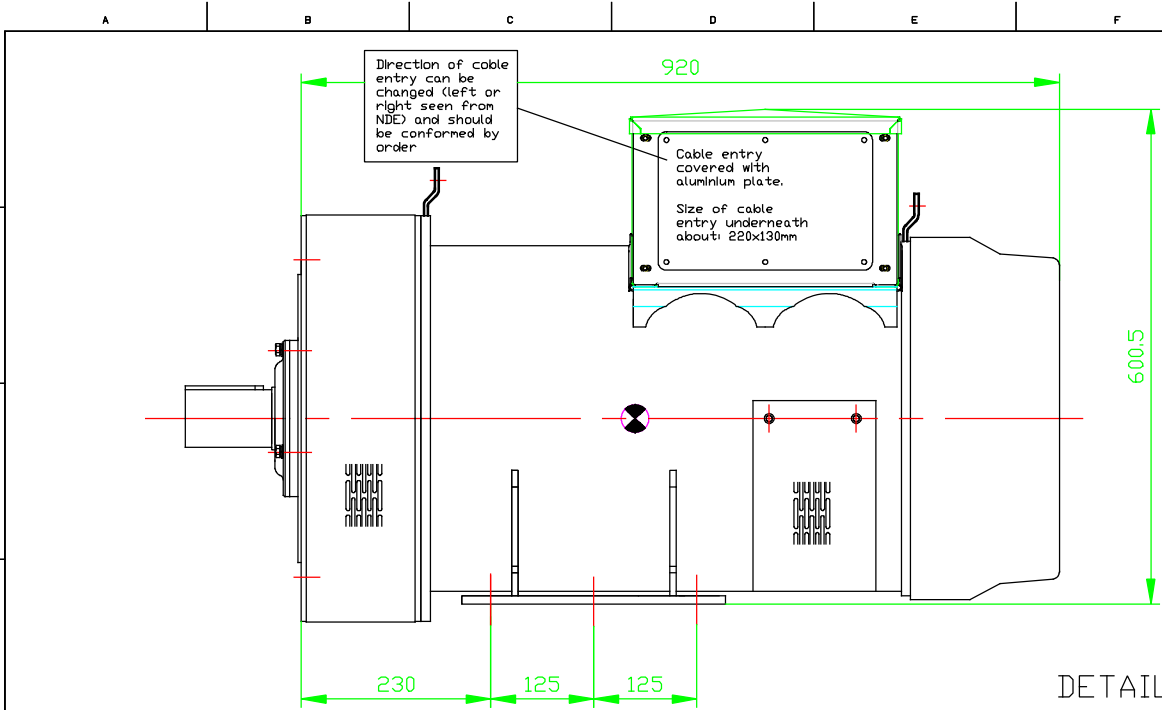 A B C D E F
Direction of coble
entry can be
changed (left or
right seen from
NDE) and should
be conformed by
order
920
Cable entry
covered with
aluminium plate.
Size of cable
entry underneath
about: 220x130mm
600.5
230 125 125
DETAIL